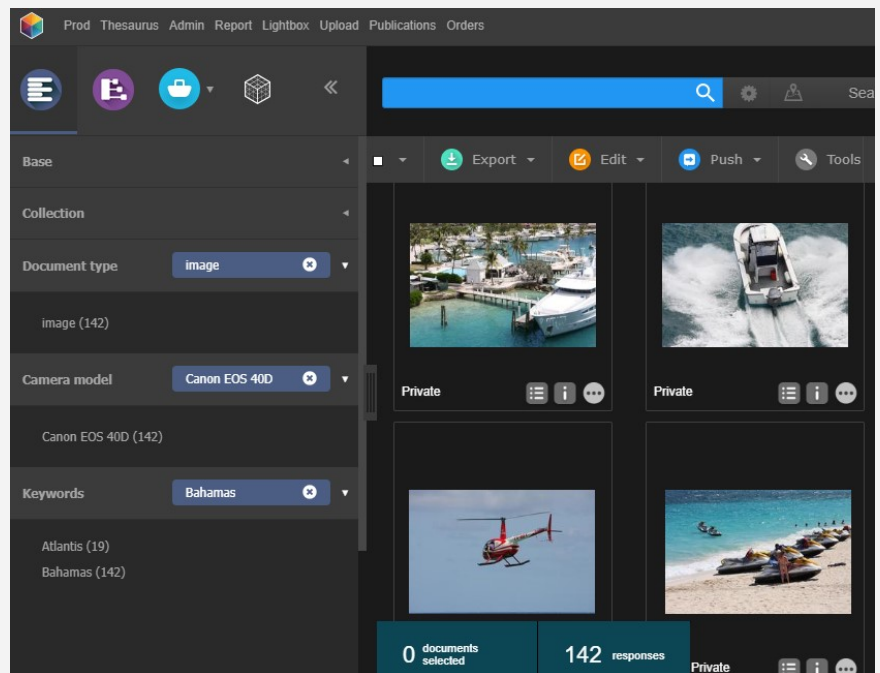 Prod Thesaurus Admin Report Lightbox Upload Publications Orders
Sea
Base
Collection
Document type image
image (142)
Camera model Canon EOS 40D
Canon EOS 40D (142)
Keywords Bahamas
Atlantis (19)
Bahamas (142)
Export Edit Push Tools
Private
Private
0 documents selected
142 responses
Private